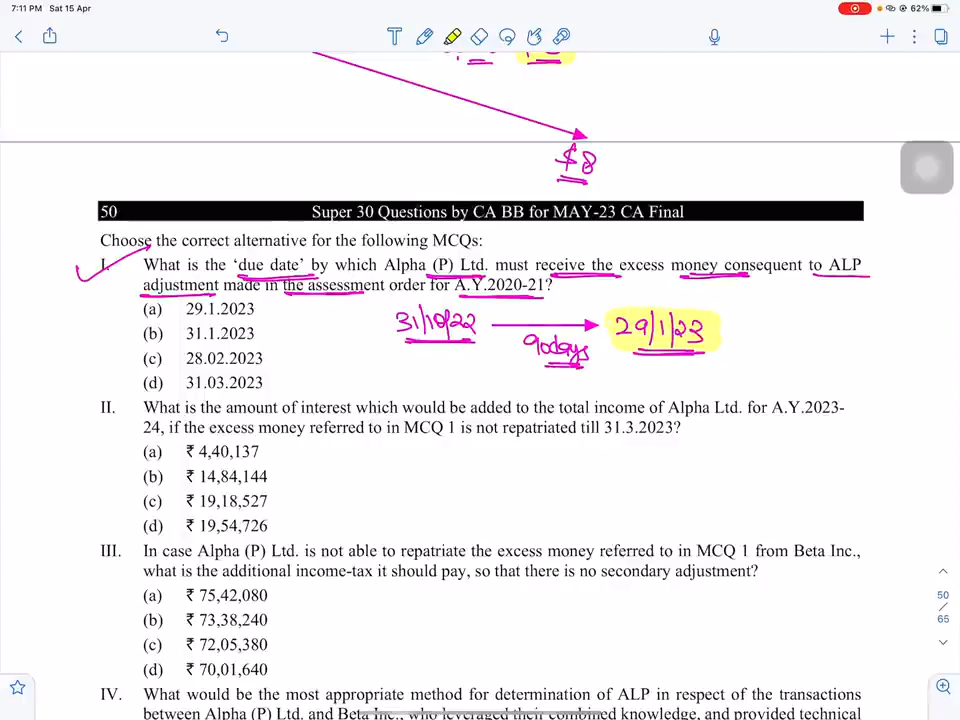 7:11 PM Sat 15 Apr
62%
$8
50 Super 30 Questions by CA BB for MAY-23 CA Final
Choose the correct alternative for the following MCQs:
I. What is the ‘due date’ by which Alpha (P) Ltd. must receive the excess money consequent to ALP
adjustment made in the assessment order for A.Y.2020-21?
(a) 29.1.2023
31/10/22 29/1/23
90days
(b) 31.1.2023
(c) 28.02.2023
(d) 31.03.2023
II. What is the amount of interest which would be added to the total income of Alpha Ltd. for A.Y.2023-
24, if the excess money referred to in MCQ 1 is not repatriated till 31.3.2023?
(a) ₹ 4,40,137
(b) ₹ 14,84,144
(c) ₹ 19,18,527
(d) ₹ 19,54,726
III. In case Alpha (P) Ltd. is not able to repatriate the excess money referred to in MCQ 1 from Beta Inc.,
what is the additional income-tax it should pay, so that there is no secondary adjustment?
(a) ₹ 75,42,080
(b) ₹ 73,38,240
(c) ₹ 72,05,380
(d) ₹ 70,01,640
50
/
65
IV. What would be the most appropriate method for determination of ALP in respect of the transactions
between Alpha (P) Ltd. and Beta Inc., who leveraged their combined knowledge, and provided technical